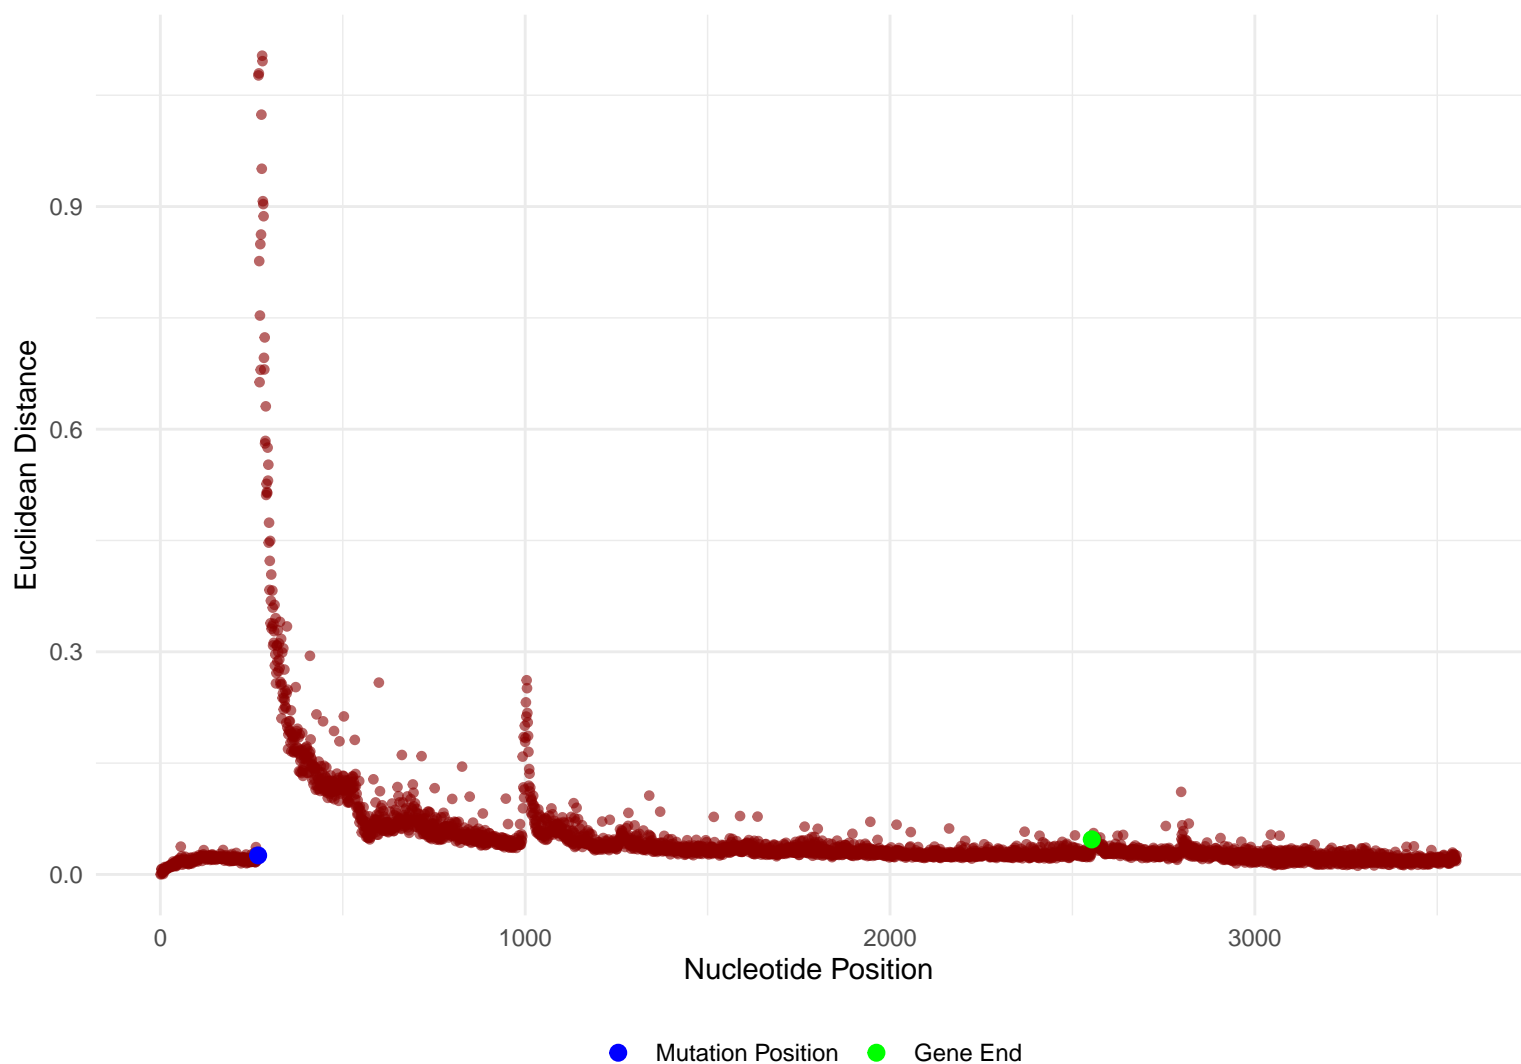 0.9
0.6
0.3
0.0
Euclidean Distance
0 1000 2000 3000
Nucleotide Position
Mutation Position Gene End